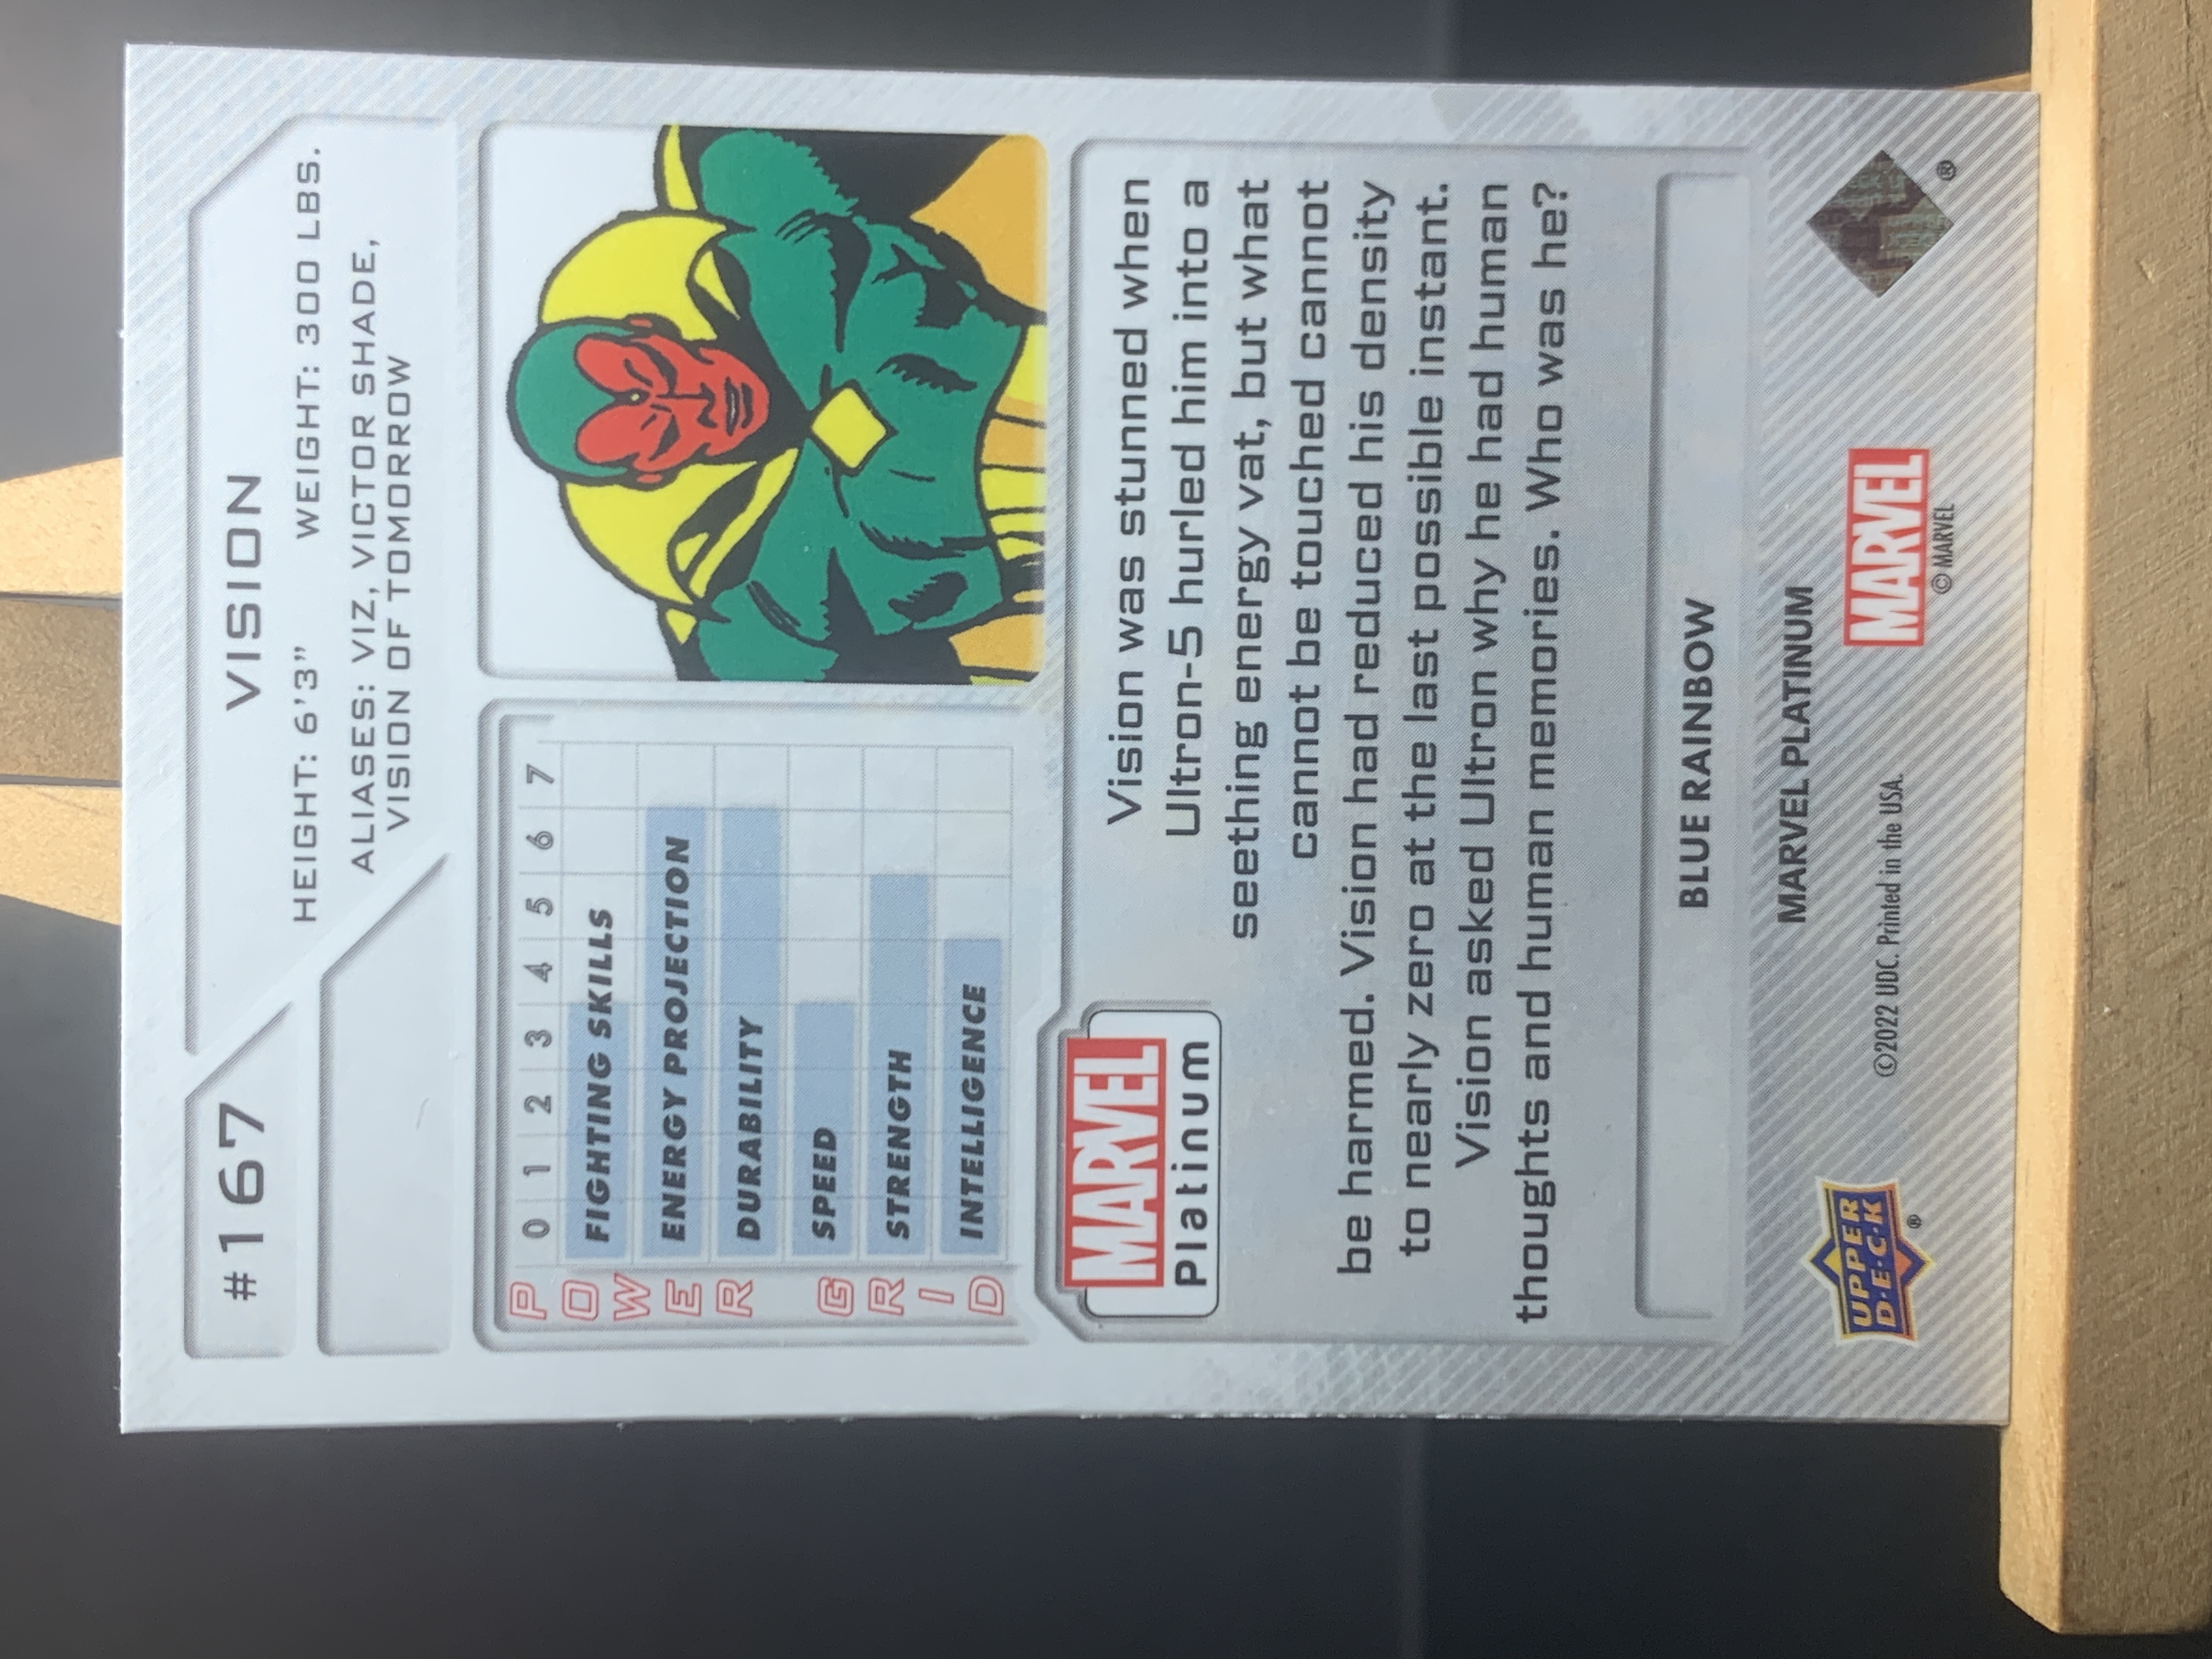 #167
VISION
HEIGHT: 6'3" WEIGHT: 300 LBS.
ALIASES: VIZ, VICTOR SHADE,
VISION OF TOMORROW
POWER GRID
0 1 2 3 4 5 6 7
FIGHTING SKILLS
ENERGY PROJECTION
DURABILITY
SPEED
STRENGTH
INTELLIGENCE
MARVEL
Platinum
Vision was stunned when
Ultron-5 hurled him into a
seething energy vat, but what
cannot be touched cannot
be harmed. Vision had reduced his density
to nearly zero at the last possible instant.
Vision asked Ultron why he had human
thoughts and human memories. Who was he?
BLUE RAINBOW
MARVEL PLATINUM
UPPER
D·E·C·K
®
©2022 UDC. Printed in the USA.
MARVEL
© MARVEL
®